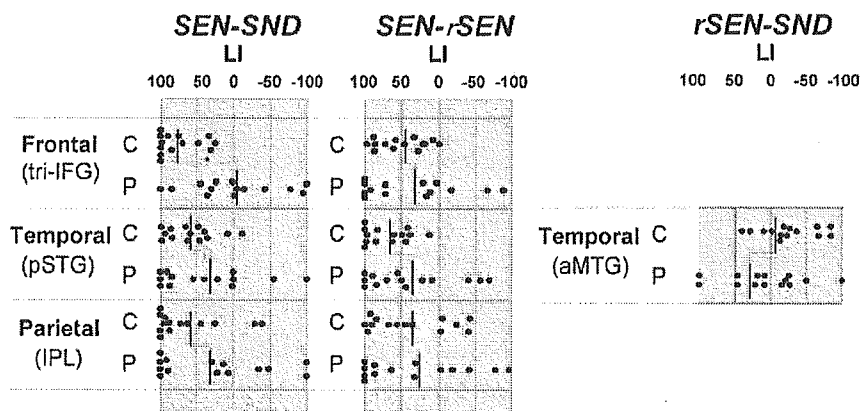 SEN-SND SEN-rSEN rSEN-SND
LI LI LI
100 50 0 -50 -100 100 50 0 -50 -100 100 50 0 -50 -100
Frontal C
(tri-IFG) P
Temporal C
(pSTG) P
Temporal C
(aMTG) P
Parietal C
(IPL) P